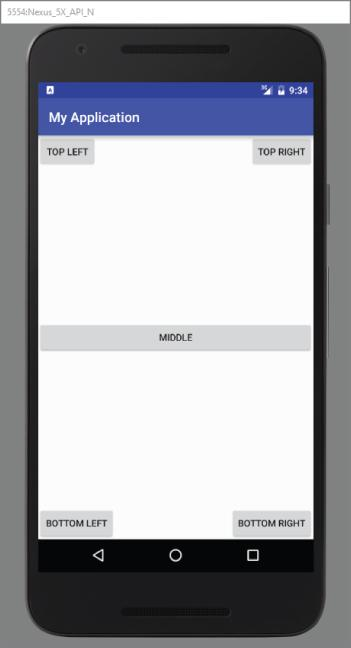 5554:Nexus_5X_API_N
9:34
My Application
TOP LEFT
TOP RIGHT
MIDDLE
BOTTOM LEFT
BOTTOM RIGHT